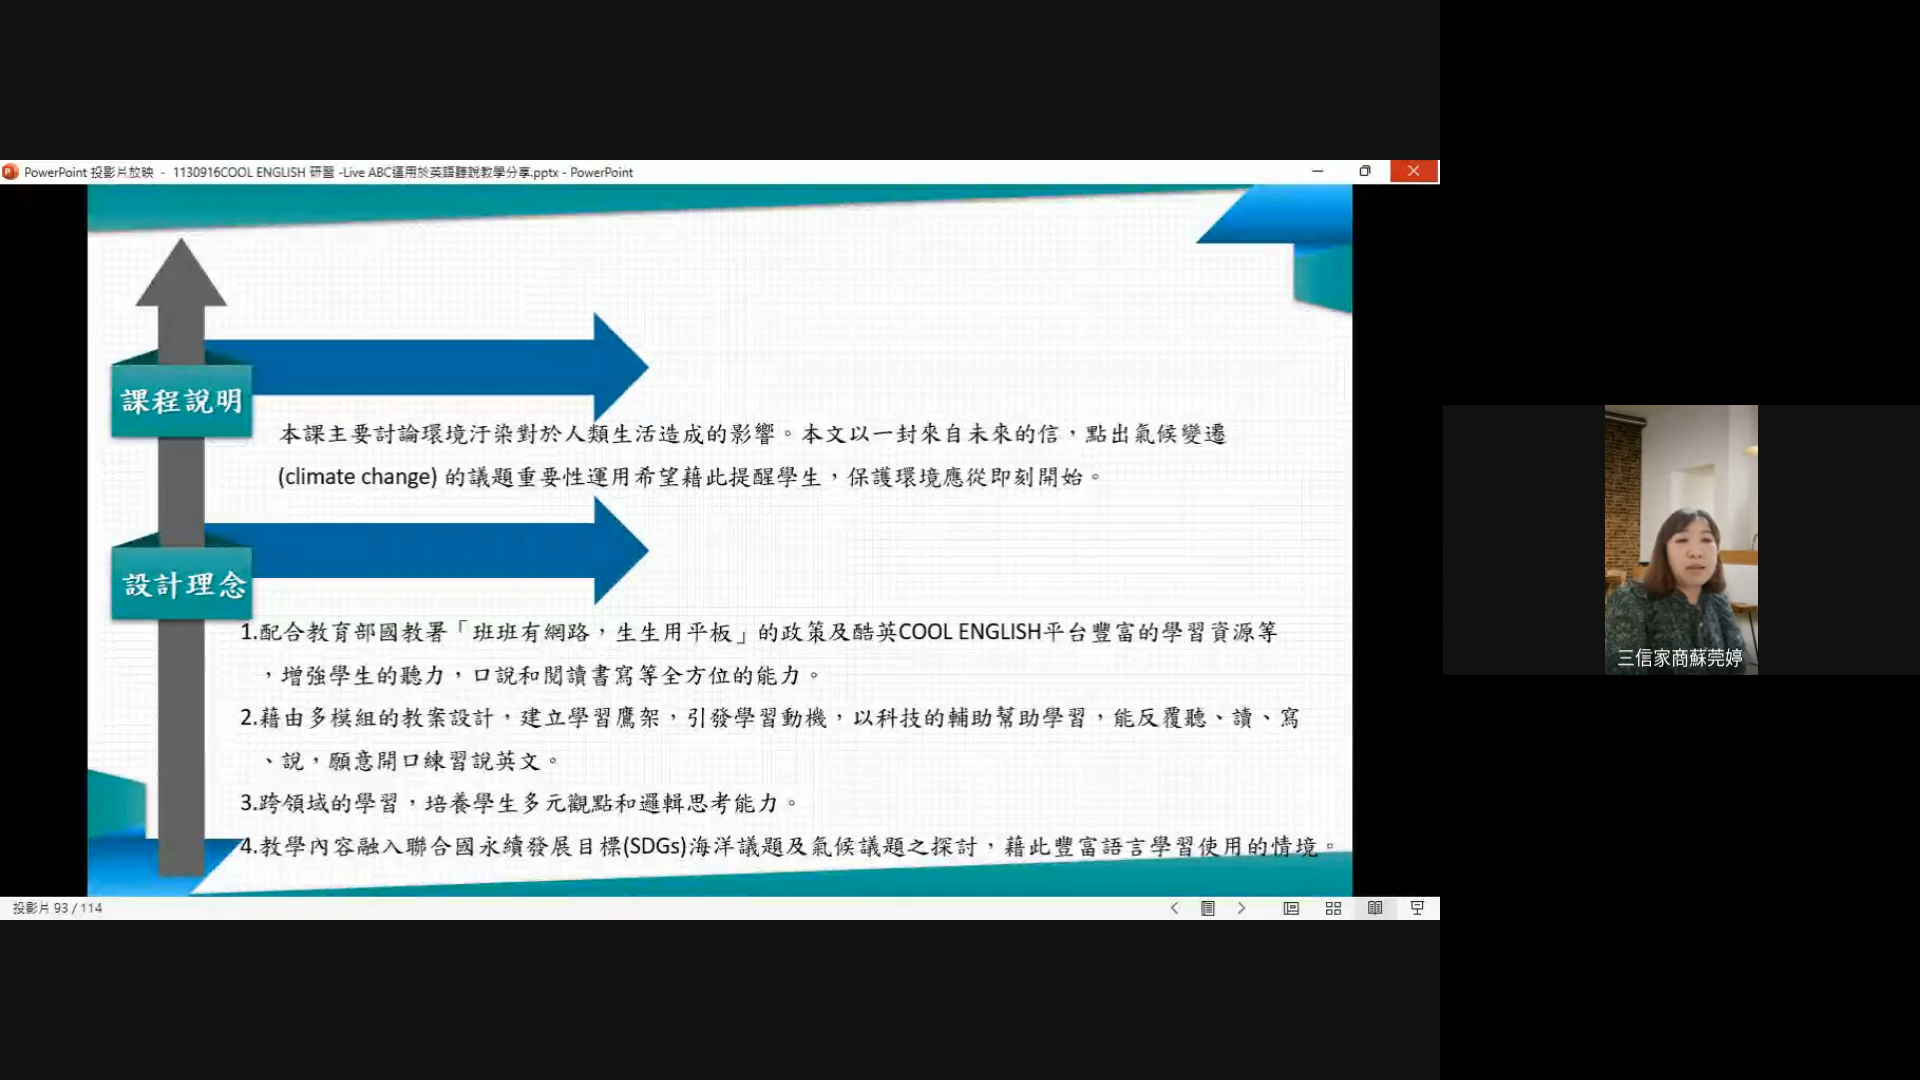 PowerPoint 投影片放映 - 1130916COOL ENGLISH 研習 -Live ABC運用於英語聽說教學分享.pptx - PowerPoint
課程說明
本課主要討論環境汙染對於人類生活造成的影響。本文以一封來自未來的信，點出氣候變遷
(climate change) 的議題重要性運用希望藉此提醒學生，保護環境應從即刻開始。
設計理念
1.配合教育部國教署「班班有網路，生生用平板」的政策及酷英COOL ENGLISH平台豐富的學習資源等
，增強學生的聽力，口說和閱讀書寫等全方位的能力。
2.藉由多模組的教案設計，建立學習鷹架，引發學習動機，以科技的輔助幫助學習，能反覆聽、讀、寫
、說，願意開口練習說英文。
3.跨領域的學習，培養學生多元觀點和邏輯思考能力。
4.教學內容融入聯合國永續發展目標(SDGs)海洋議題及氣候議題之探討，藉此豐富語言學習使用的情境。
投影片 93 / 114
三信家商蘇莞婷